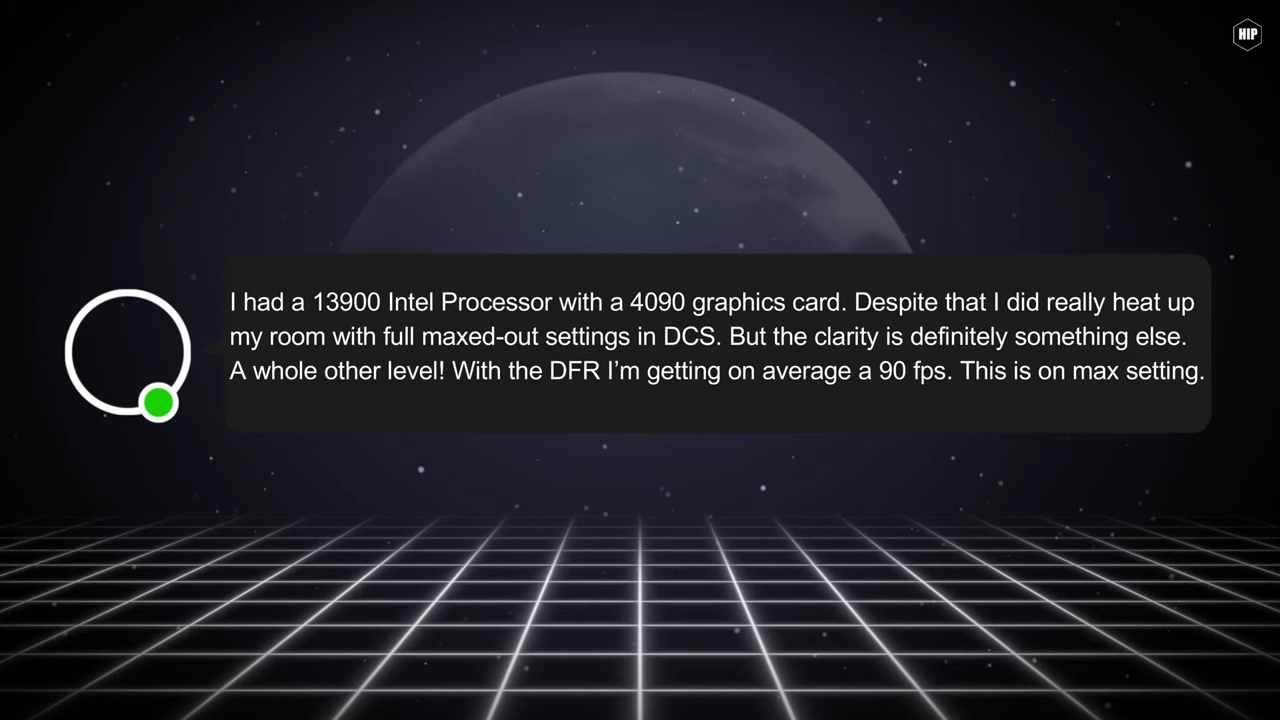 HIP
I had a 13900 Intel Processor with a 4090 graphics card. Despite that I did really heat up
my room with full maxed-out settings in DCS. But the clarity is definitely something else.
A whole other level! With the DFR I’m getting on average a 90 fps. This is on max setting.